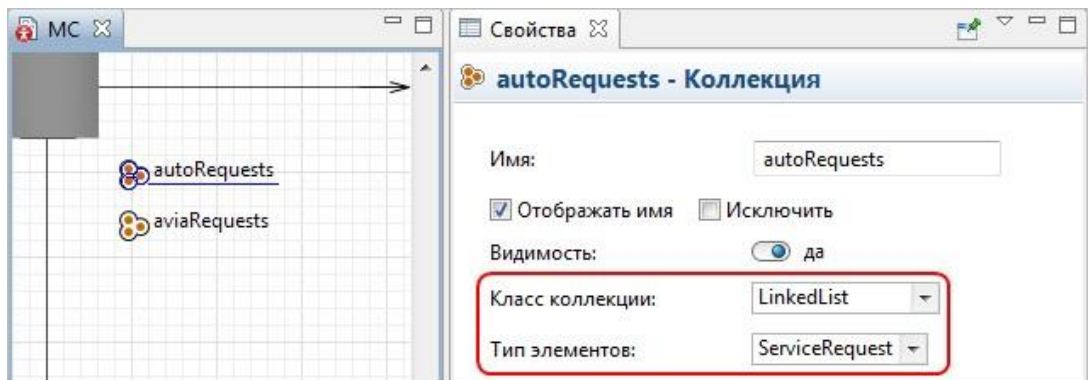 MC
autoRequests
aviaRequests
Свойства
autoRequests - Коллекция
Имя: autoRequests
Отображать имя Исключить
Видимость: да
Класс коллекции: LinkedList
Тип элементов: ServiceRequest